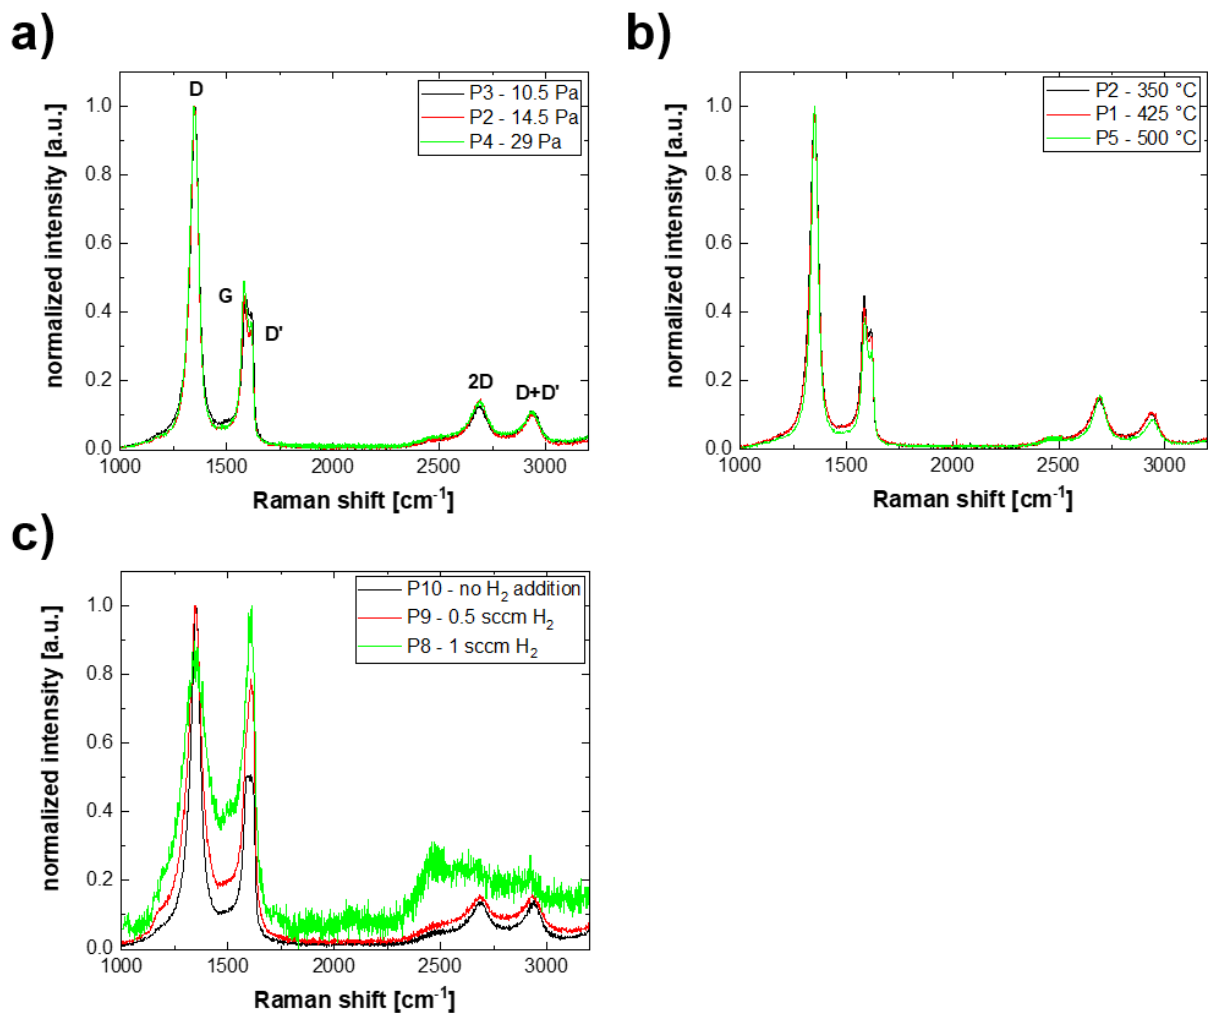 a)
normalized intensity [a.u.]
1.0
0.8
0.6
0.4
0.2
0.0
D
G
D'
2D
D+D'
P3 - 10.5 Pa
P2 - 14.5 Pa
P4 - 29 Pa
1000 1500 2000 2500 3000
Raman shift [cm⁻¹]
b)
normalized intensity [a.u.]
1.0
0.8
0.6
0.4
0.2
0.0
P2 - 350 °C
P1 - 425 °C
P5 - 500 °C
1000 1500 2000 2500 3000
Raman shift [cm⁻¹]
c)
normalized intensity [a.u.]
1.0
0.8
0.6
0.4
0.2
0.0
P10 - no H₂ addition
P9 - 0.5 sccm H₂
P8 - 1 sccm H₂
1000 1500 2000 2500 3000
Raman shift [cm⁻¹]